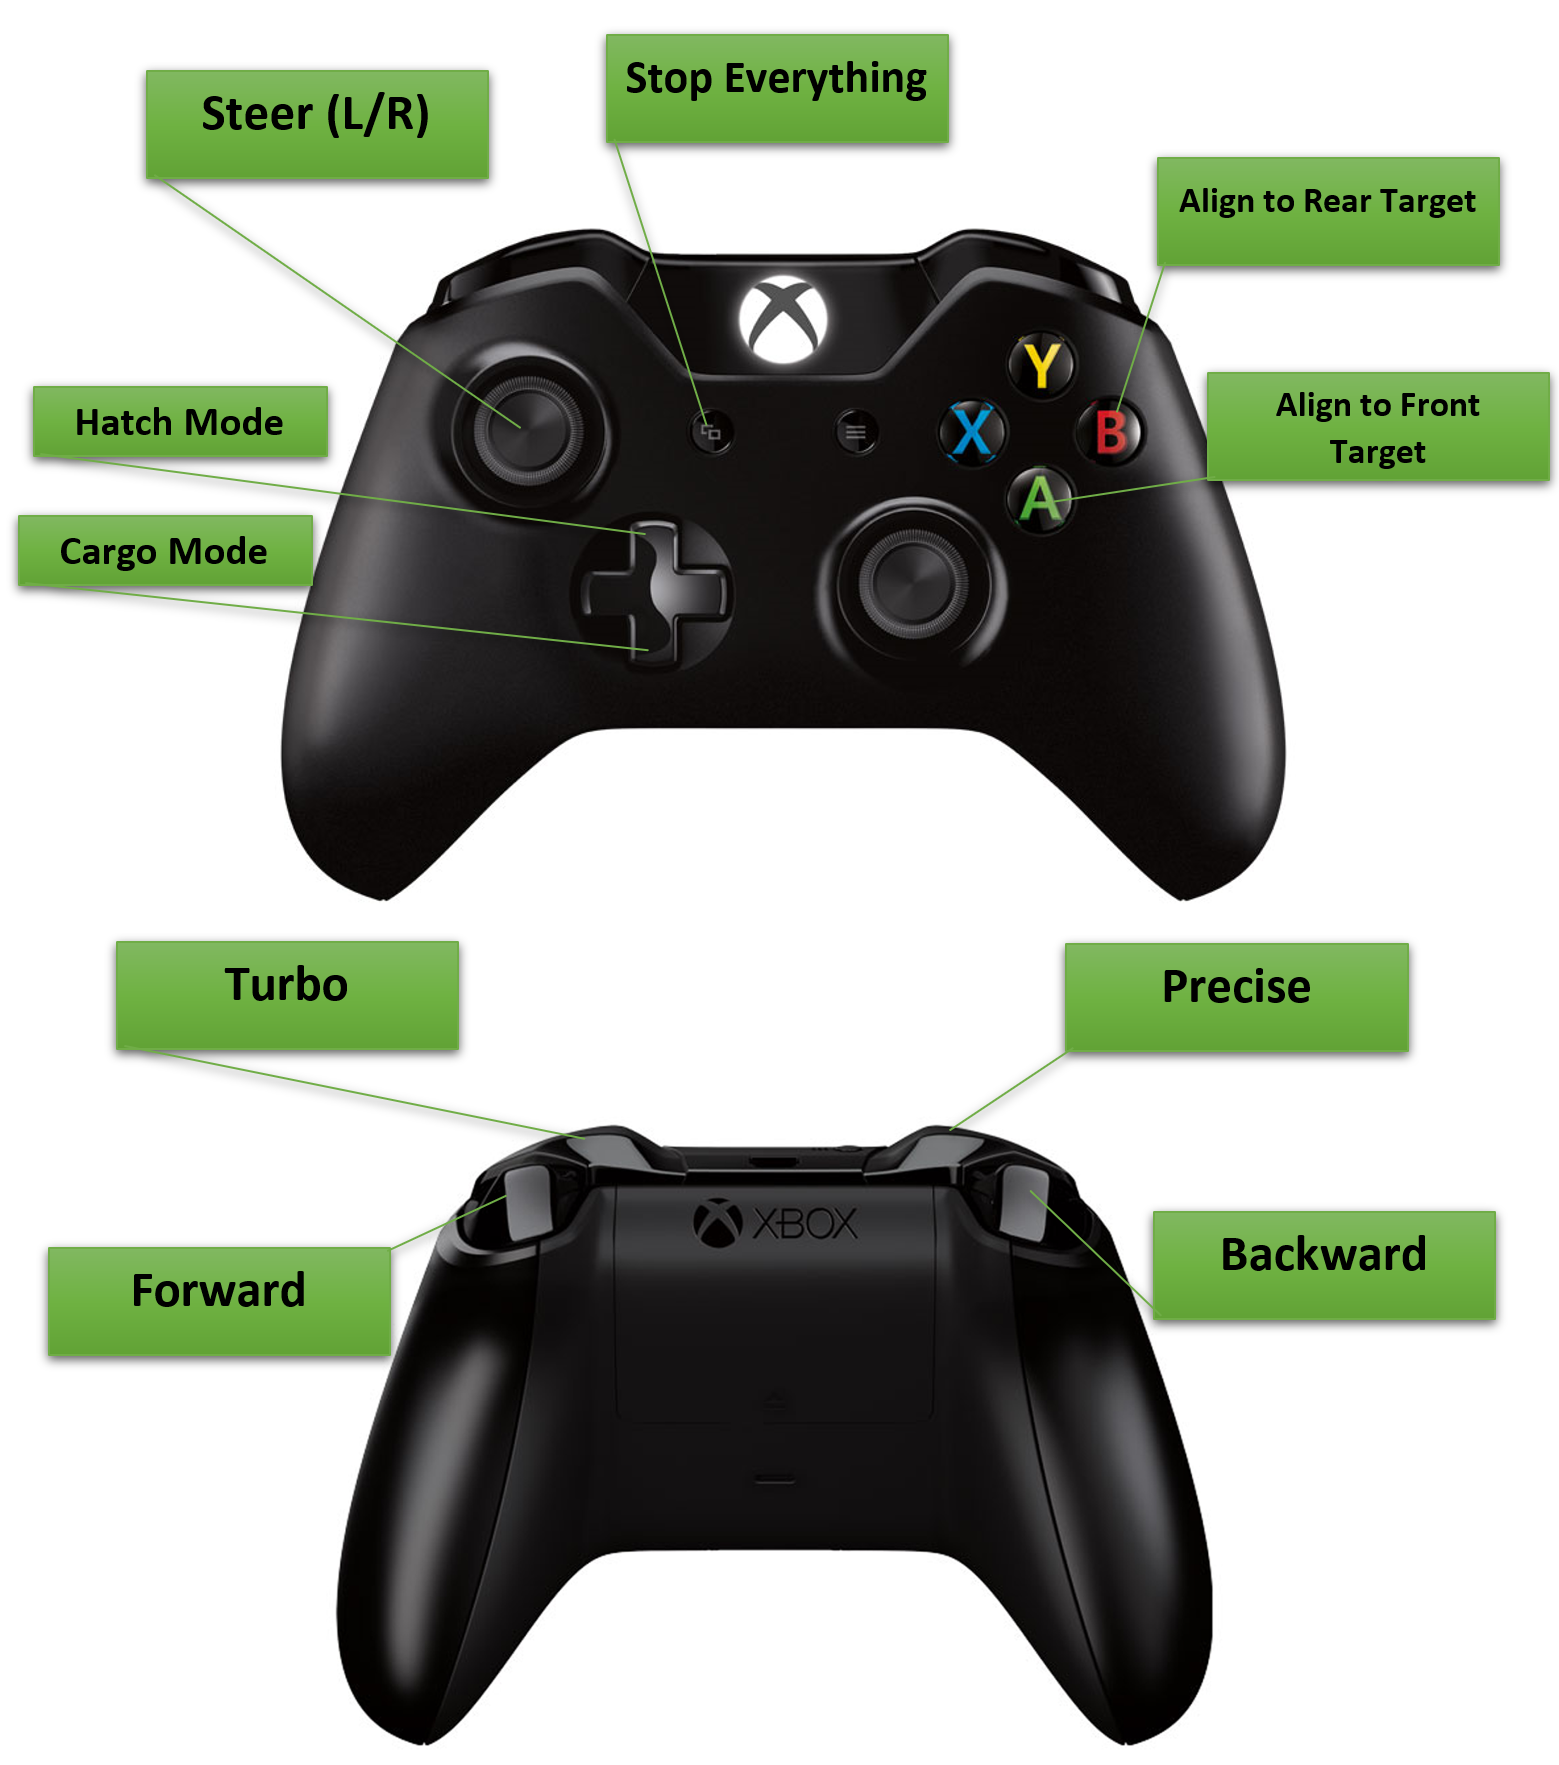 Stop Everything
Steer (L/R)
Align to Rear Target
Y
Hatch Mode
X
B
Align to Front
Target
A
Cargo Mode
Turbo
Precise
XBOX
Forward
Backward